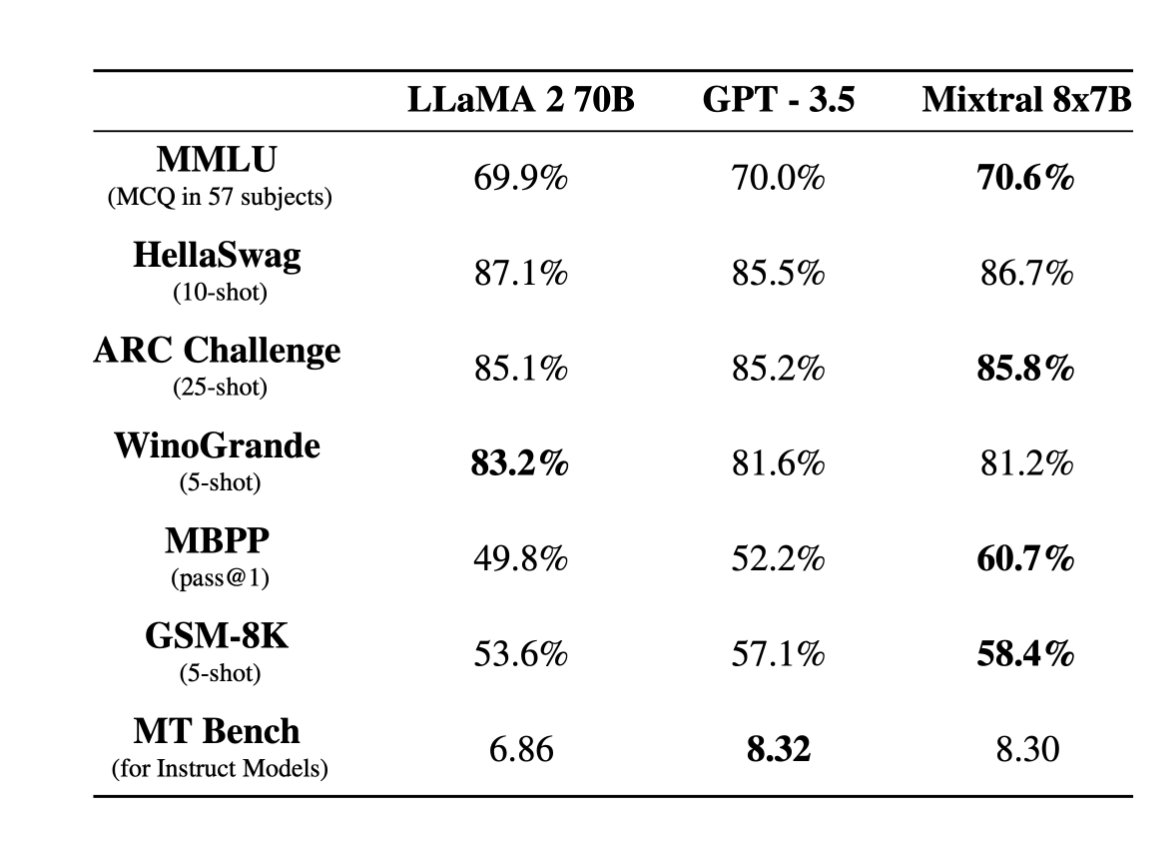 LLaMA 2 70B GPT - 3.5 Mixtral 8x7B
MMLU
(MCQ in 57 subjects) 69.9% 70.0% 70.6%
HellaSwag
(10-shot) 87.1% 85.5% 86.7%
ARC Challenge
(25-shot) 85.1% 85.2% 85.8%
WinoGrande
(5-shot) 83.2% 81.6% 81.2%
MBPP
(pass@1) 49.8% 52.2% 60.7%
GSM-8K
(5-shot) 53.6% 57.1% 58.4%
MT Bench
(for Instruct Models) 6.86 8.32 8.30